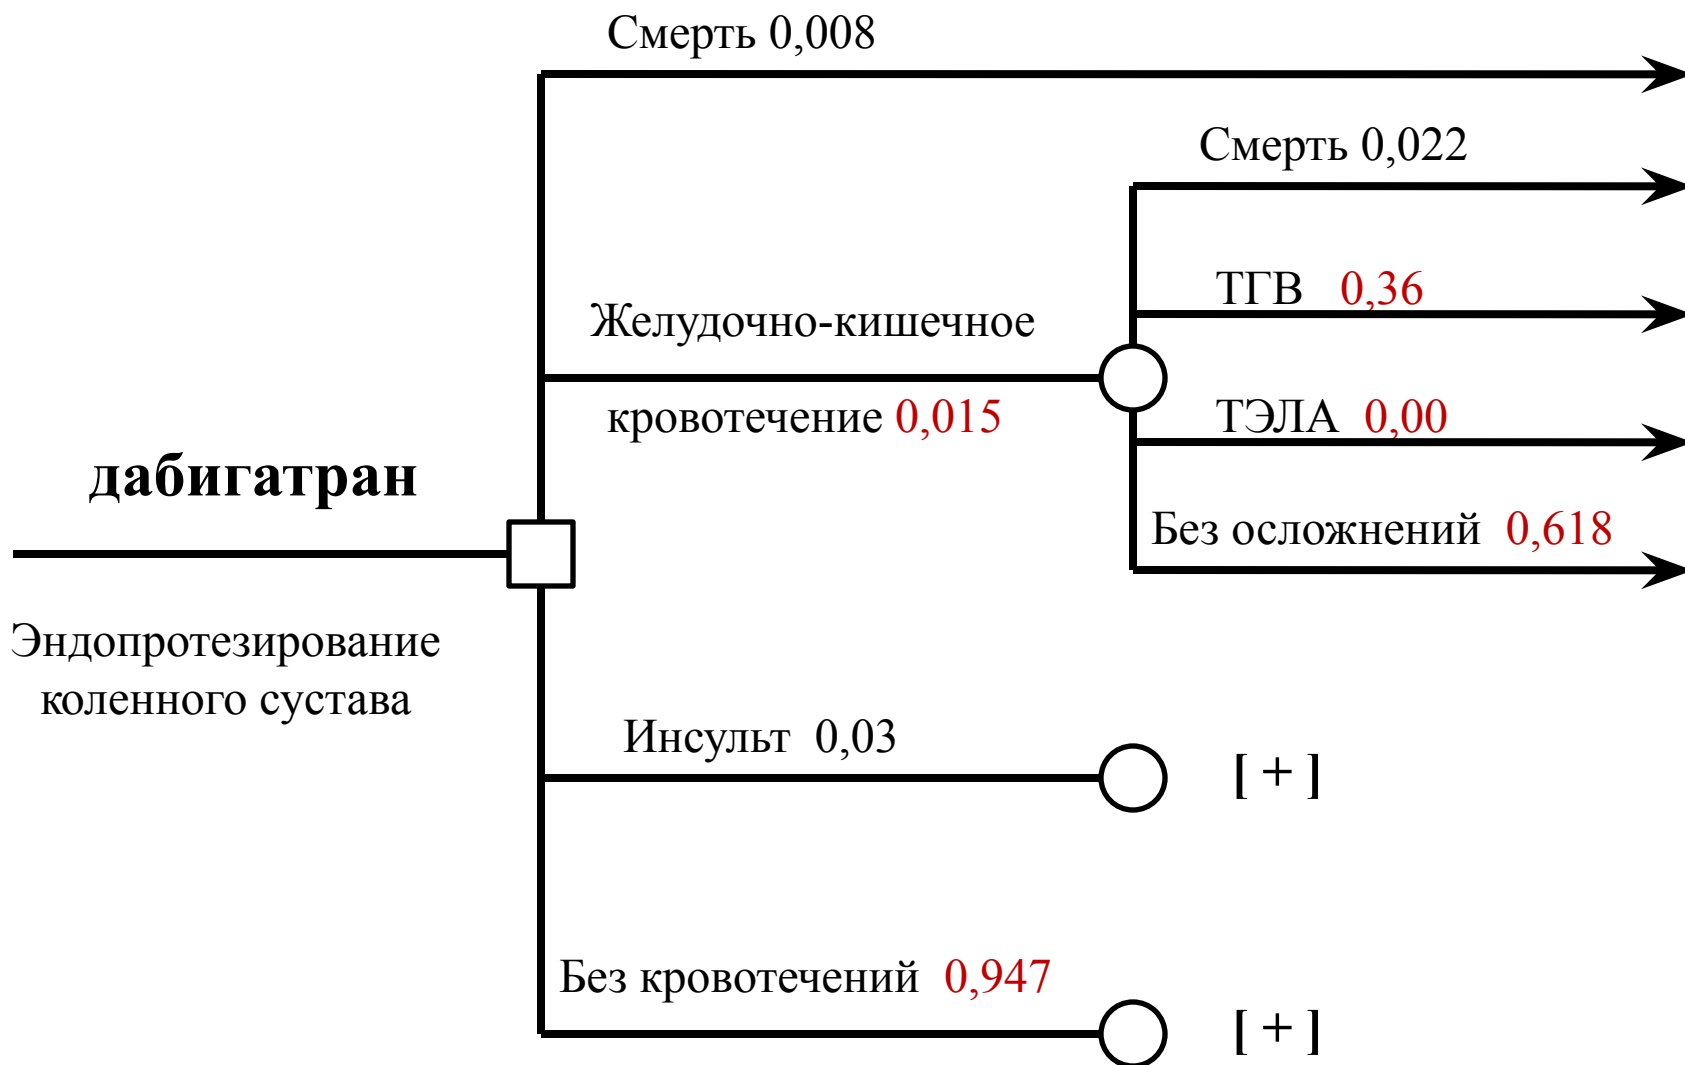 Смерть 0,008
Смерть 0,022
ТГВ 0,36
Желудочно-кишечное
кровотечение 0,015
ТЭЛА 0,00
дабигатран
Без осложнений 0,618
Эндопротезирование
коленного сустава
Инсульт 0,03
[ + ]
Без кровотечений 0,947
[ + ]